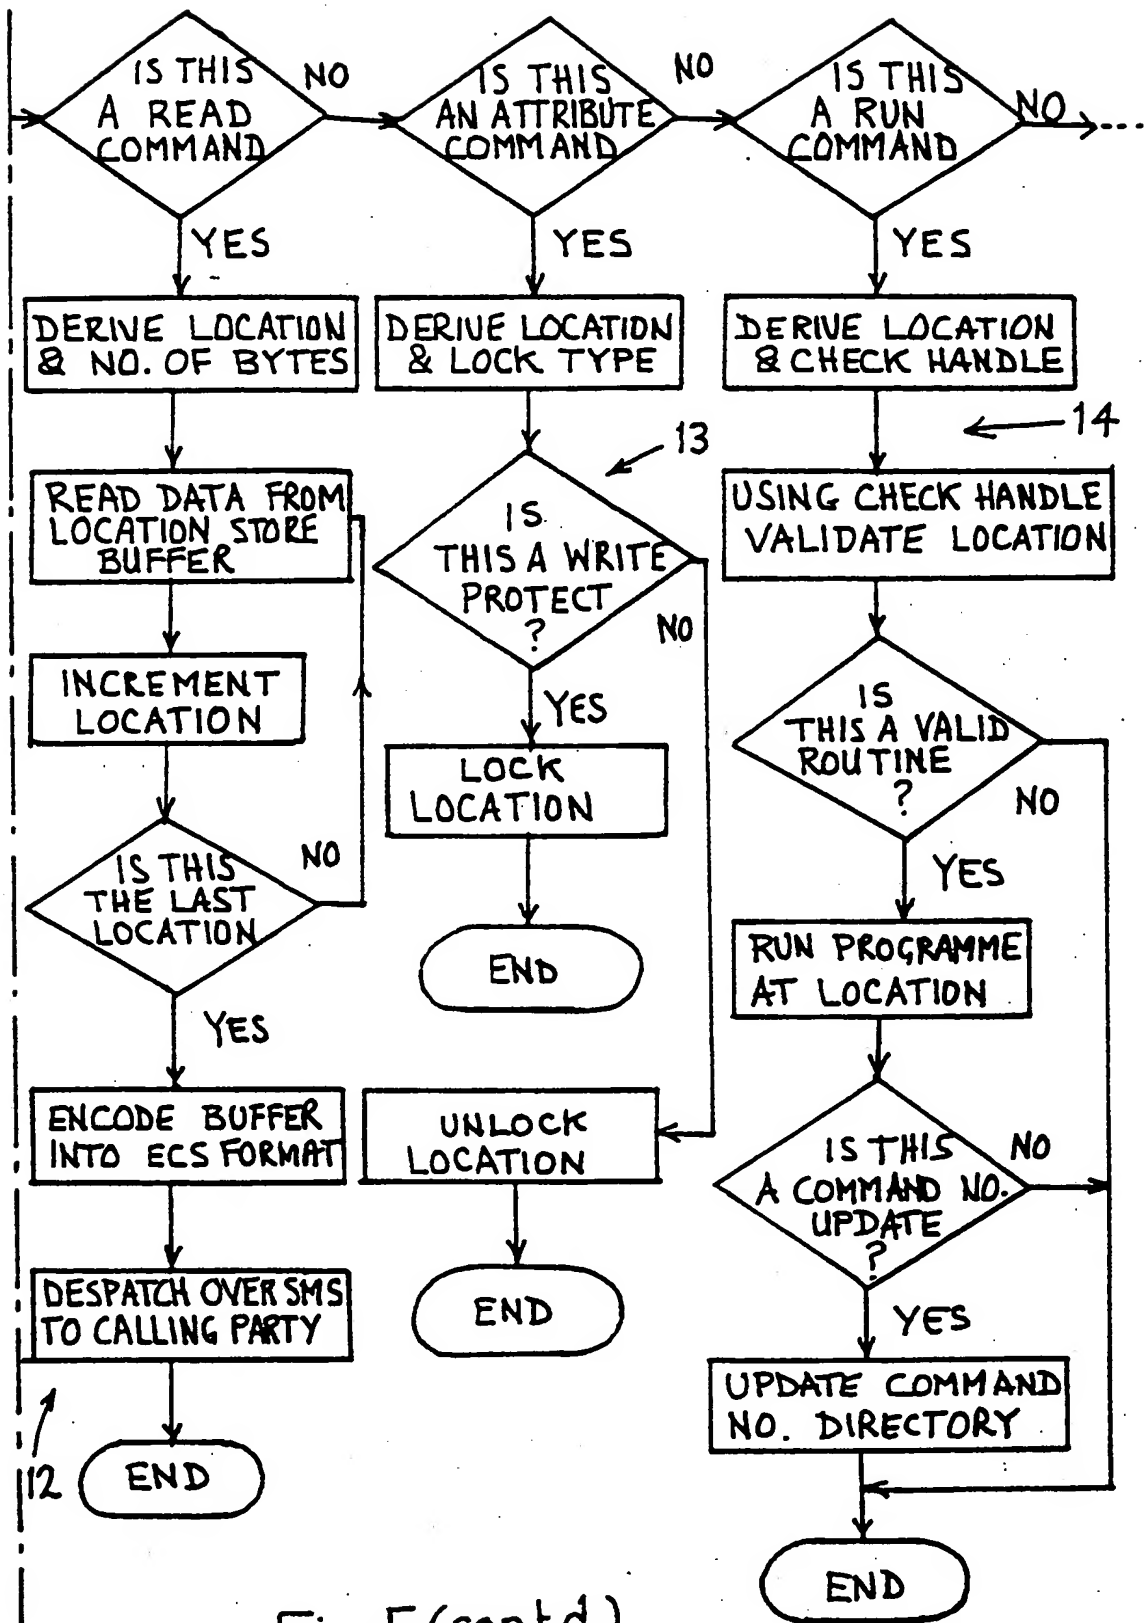 IS THIS
A READ
COMMAND
NO
YES
DERIVE LOCATION
& NO. OF BYTES
READ DATA FROM
LOCATION STORE
BUFFER
INCREMENT
LOCATION
IS THIS
THE LAST
LOCATION
NO
YES
ENCODE BUFFER
INTO ECS FORMAT
DESPATCH OVER SMS
TO CALLING PARTY
12
END
IS THIS
AN ATTRIBUTE
COMMAND
NO
YES
DERIVE LOCATION
& LOCK TYPE
13
IS
THIS A WRITE
PROTECT
?
NO
YES
LOCK
LOCATION
END
UNLOCK
LOCATION
END
IS THIS
A RUN
COMMAND
NO
YES
DERIVE LOCATION
& CHECK HANDLE
14
USING CHECK HANDLE
VALIDATE LOCATION
IS
THIS A VALID
ROUTINE
?
NO
YES
RUN PROGRAMME
AT LOCATION
IS THIS
A COMMAND NO.
UPDATE
?
NO
YES
UPDATE COMMAND
NO. DIRECTORY
END
Fig. 5 (cont'd.)